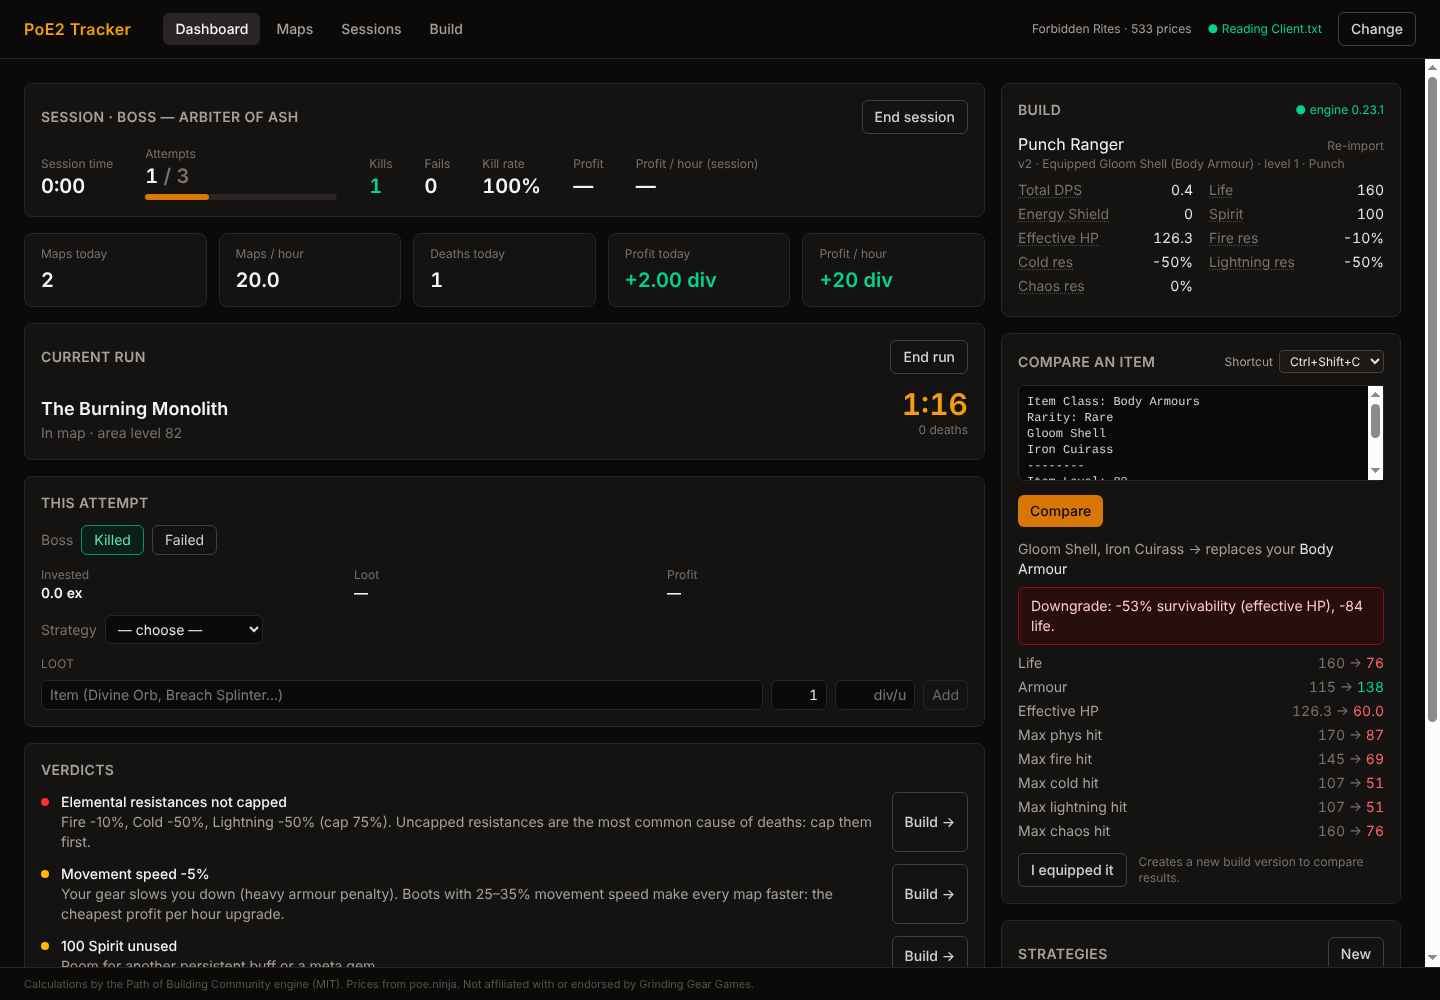 PoE2 Tracker
Dashboard
Maps
Sessions
Build
Forbidden Rites · 533 prices
Reading Client.txt
Change
SESSION · BOSS — ARBITER OF ASH
End session
Session time
0:00
Attempts
1 / 3
Kills
1
Fails
0
Kill rate
100%
Profit
—
Profit / hour (session)
—
Maps today
2
Maps / hour
20.0
Deaths today
1
Profit today
+2.00 div
Profit / hour
+20 div
CURRENT RUN
End run
The Burning Monolith
In map · area level 82
1:16
0 deaths
THIS ATTEMPT
Boss
Killed
Failed
Invested
0.0 ex
Loot
—
Profit
—
Strategy
— choose —
LOOT
Item (Divine Orb, Breach Splinter...)
1
div/u
Add
VERDICTS
Elemental resistances not capped
Fire -10%, Cold -50%, Lightning -50% (cap 75%). Uncapped resistances are the most common cause of deaths: cap them
first.
Build →
Movement speed -5%
Your gear slows you down (heavy armour penalty). Boots with 25–35% movement speed make every map faster: the
cheapest profit per hour upgrade.
Build →
100 Spirit unused
Room for another persistent buff or a meta gem.
Build →
BUILD
engine 0.23.1
Punch Ranger
Re-import
v2 · Equipped Gloom Shell (Body Armour) · level 1 · Punch
Total DPS 0.4
Life 160
Energy Shield 0
Spirit 100
Effective HP 126.3
Fire res -10%
Cold res -50%
Lightning res -50%
Chaos res 0%
COMPARE AN ITEM
Shortcut
Ctrl+Shift+C
Item Class: Body Armours
Rarity: Rare
Gloom Shell
Iron Cuirass
--------
Item Level: 80
Compare
Gloom Shell, Iron Cuirass → replaces your Body
Armour
Downgrade: -53% survivability (effective HP), -84
life.
Life 160 → 76
Armour 115 → 138
Effective HP 126.3 → 60.0
Max phys hit 170 → 87
Max fire hit 145 → 69
Max cold hit 107 → 51
Max lightning hit 107 → 51
Max chaos hit 160 → 76
I equipped it
Creates a new build version to compare
results.
STRATEGIES
New
Calculations by the Path of Building Community engine (MIT). Prices from poe.ninja. Not affiliated with or endorsed by Grinding Gear Games.